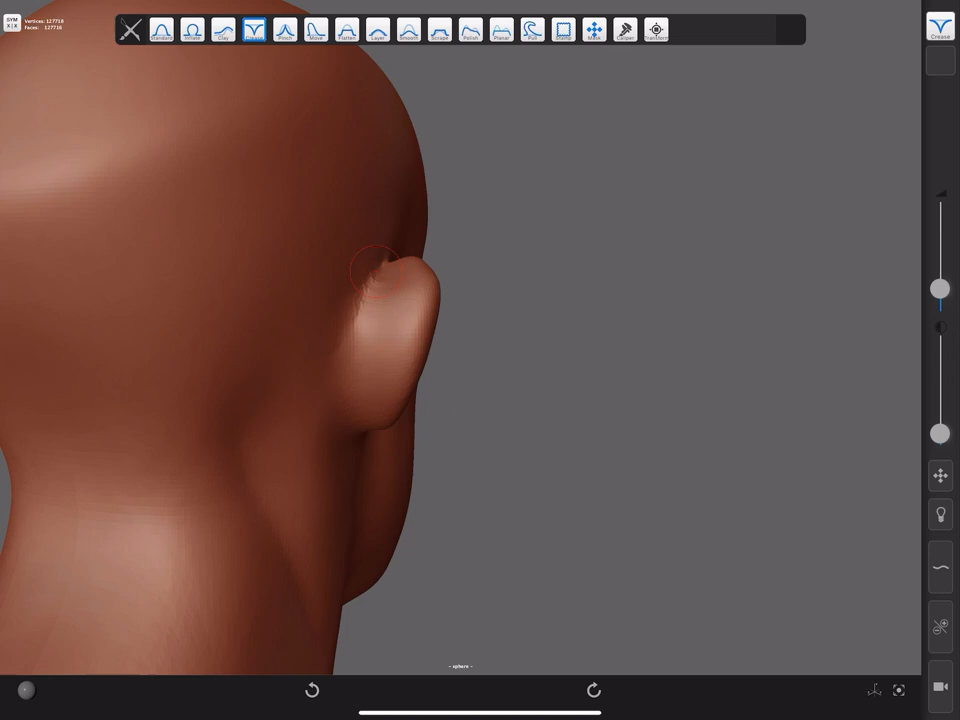 SYM
Vertices: 127718
Faces: 127716
Standard
Inflate
Clay
Crease
Pinch
Move
Flatten
Layer
Smooth
Scrape
Polish
Planar
Pull
Stamp
Mask
Caliper
Transform
Crease
- sphere -